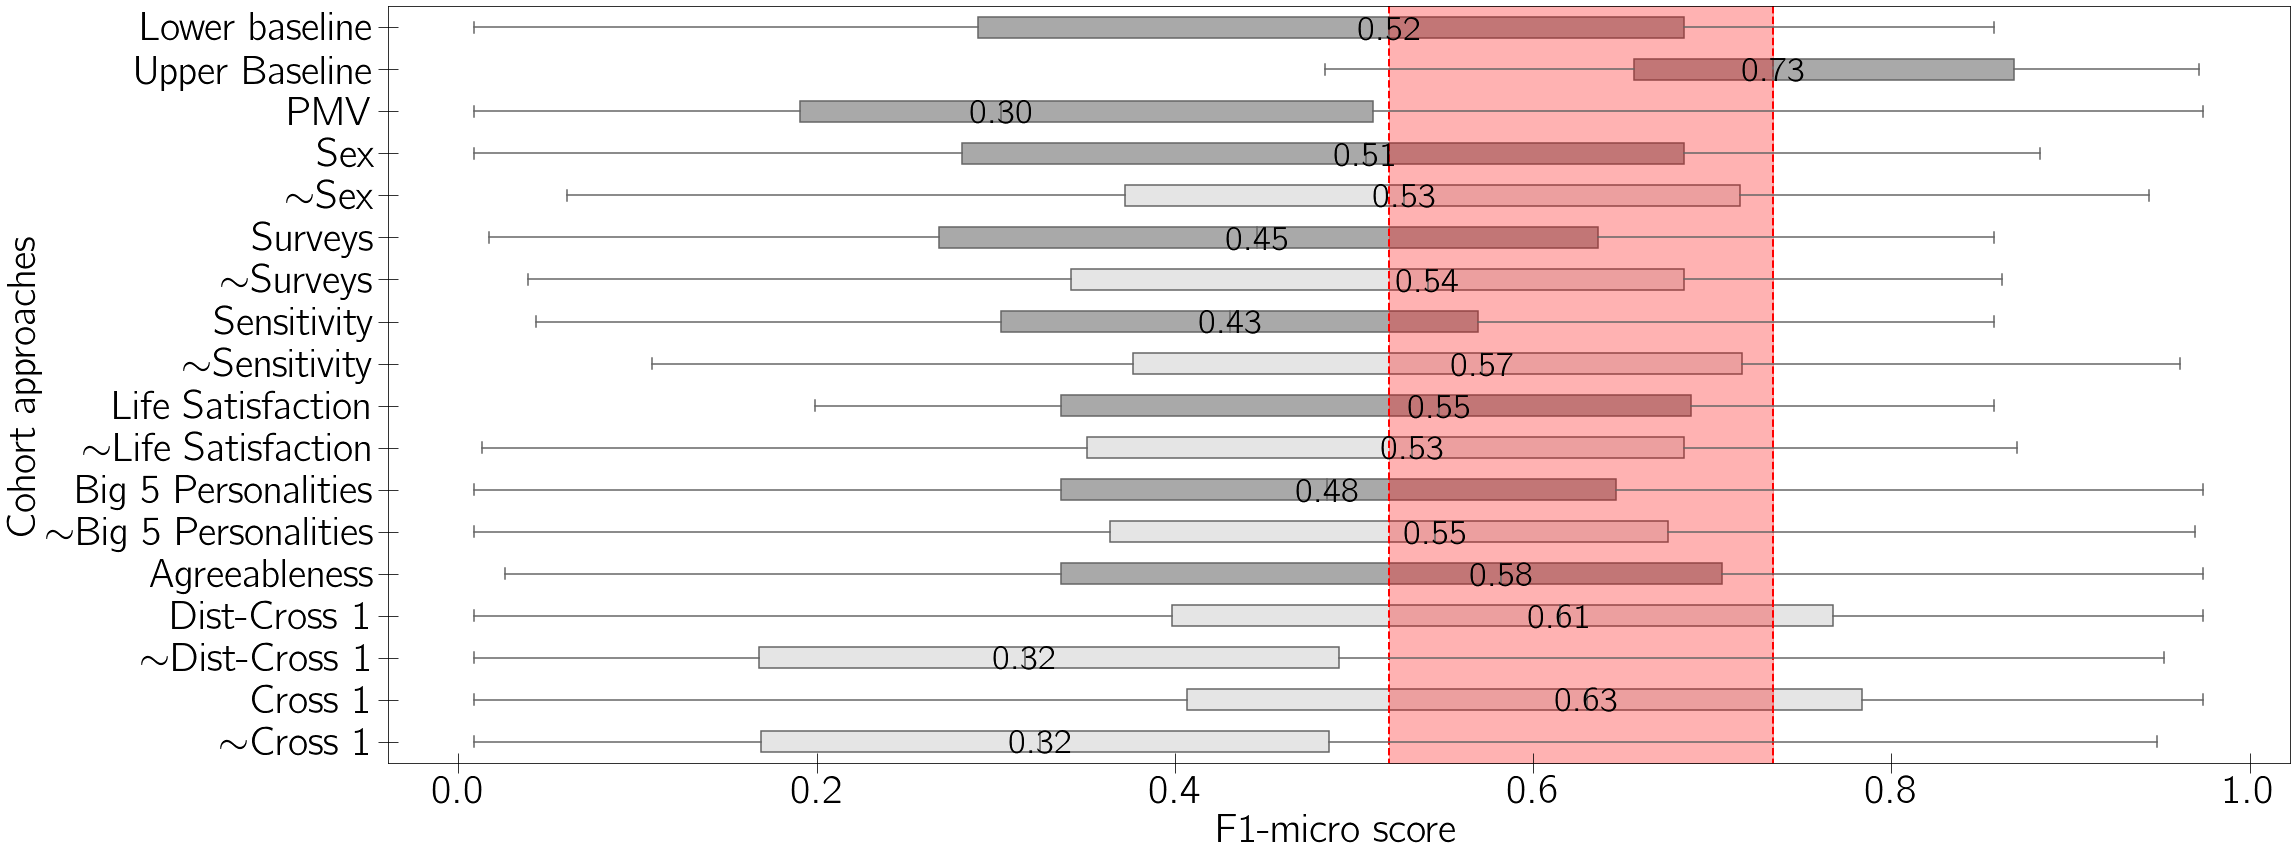 Lower baseline 0.52
Upper Baseline 0.73
PMV 0.30
Sex 0.51
~Sex 0.53
Surveys 0.45
~Surveys 0.54
Sensitivity 0.43
~Sensitivity 0.57
Life Satisfaction 0.55
~Life Satisfaction 0.53
Big 5 Personalities 0.48
~Big 5 Personalities 0.55
Agreeableness 0.58
Dist-Cross 1 0.61
~Dist-Cross 1 0.32
Cross 1 0.63
~Cross 1 0.32
Cohort approaches
0.0 0.2 0.4 0.6 0.8 1.0
F1-micro score